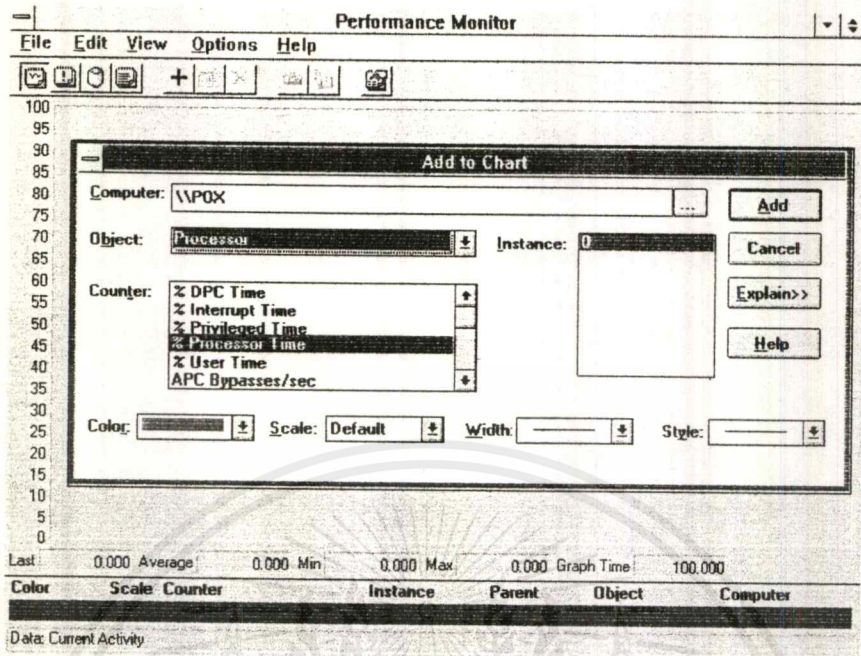 Performance Monitor
File Edit View Options Help
100
95
90
85
80
75
70
65
60
55
50
45
40
35
30
25
20
15
10
5
0
Add to Chart
Computer: \\POX ... Add
Object: Processor Instance: 0 Cancel
Counter: % DPC Time Explain>>
% Interrupt Time
% Privileged Time
% Processor Time Help
% User Time
APC Bypasses/sec
Color: Scale: Default Width: Style:
Last 0.000 Average 0.000 Min 0.000 Max 0.000 Graph Time 100.000
Color Scale Counter Instance Parent Object Computer
Data: Current Activity